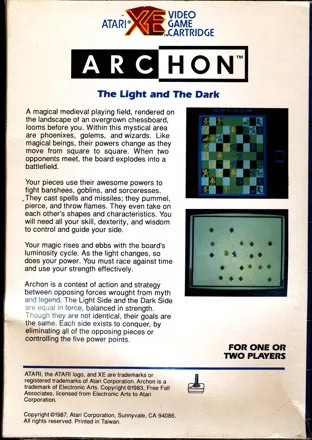 ATARI XE VIDEO
GAME
CARTRIDGE
ARCHON™
The Light and The Dark
A magical medieval playing field, rendered on
the landscape of an overgrown chessboard,
looms before you. Within this mystical area
are phoenixes, golems, and wizards. Like
magical beings, their powers change as they
move from square to square. When two
opponents meet, the board explodes into a
battlefield.
Your pieces use their awesome powers to
fight banshees, goblins, and sorceresses.
They cast spells and missiles; they pummel,
pierce, and throw flames. They even take on
each other's shapes and characteristics. You
will need all your skill, dexterity, and wisdom
to control and guide your side.
Your magic rises and ebbs with the board's
luminosity cycle. As the light changes, so
does your power. You must race against time
and use your strength effectively.
Archon is a contest of action and strategy
between opposing forces wrought from myth
and legend. The Light Side and the Dark Side
are equal in force, balanced in strength.
Though they are not identical, their goals are
the same. Each side exists to conquer, by
eliminating all of the opposing pieces or
controlling the five power points.
FOR ONE OR
TWO PLAYERS
ATARI, the ATARI logo, and XE are trademarks or
registered trademarks of Atari Corporation. Archon is a
trademark of Electronic Arts. Copyright ©1983, Free Fall
Associates, licensed from Electronic Arts to Atari
Corporation.
Copyright ©1987, Atari Corporation, Sunnyvale, CA 94086.
All rights reserved. Printed in Taiwan.